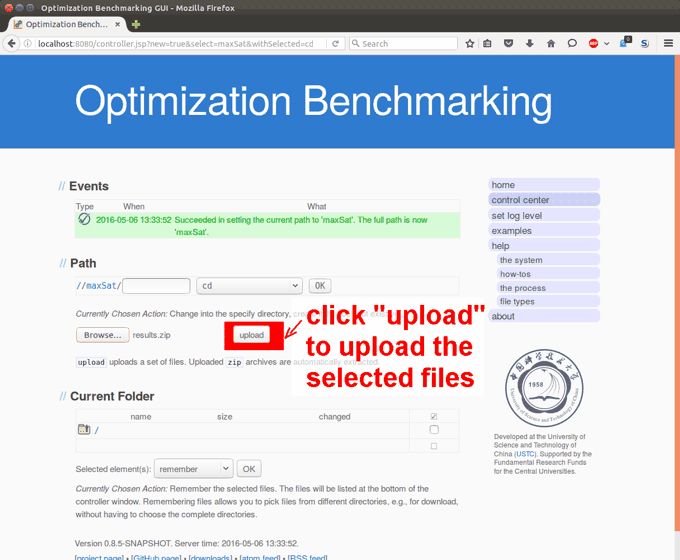 Optimization Benchmarking GUI - Mozilla Firefox
Optimization Benchm...
localhost:8080/controller.jsp?new=true&select=maxSat&withSelected=cd
Search
Optimization Benchmarking
// Events
Type When What
2016-05-06 13:33:52 Succeeded in setting the current path to 'maxSat'. The full path is now
'maxSat'.
// Path
//maxSat/ cd OK
Currently Chosen Action: Change into the specify directory,
Browse... results.zip upload
upload uploads a set of files. Uploaded zip archives are automatically extracted.
click "upload"
to upload the
selected files
// Current Folder
name size changed
/
Selected element(s): remember OK
Currently Chosen Action: Remember the selected files. The files will be listed at the bottom of the
controller window. Remembering files allows you to pick files from different directories, e.g., for download,
without having to choose the complete directories.
Version 0.8.5-SNAPSHOT. Server time: 2016-05-06 13:33:52.
[project page] • [GitHub page] • [downloads] • [atom feed] • [RSS feed]
home
control center
set log level
examples
help
the system
how-tos
the process
file types
about
1958
University of Science and Technology of China
Developed at the University of
Science and Technology of
China (USTC). Supported by the
Fundamental Research Funds
for the Central Universities.